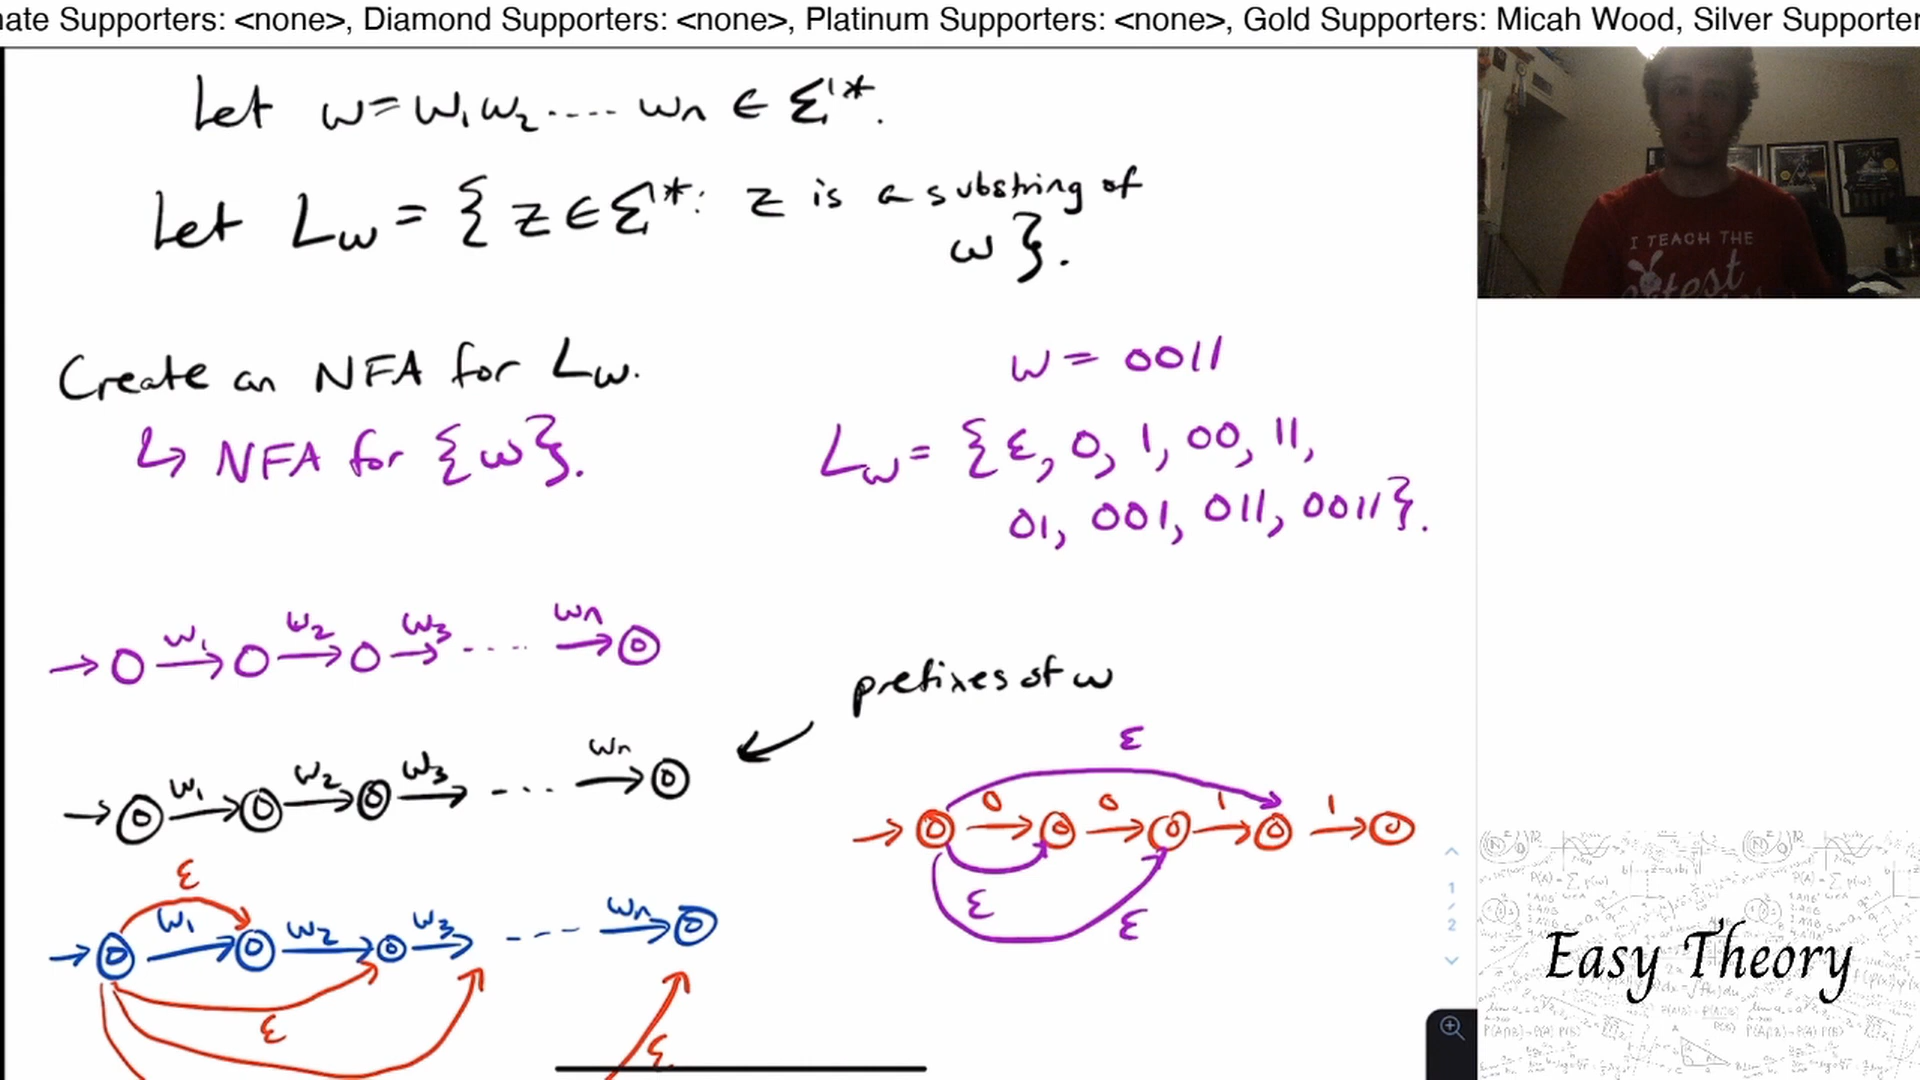 nate Supporters: <none>, Diamond Supporters: <none>, Platinum Supporters: <none>, Gold Supporters: Micah Wood, Silver Supporter
Let w = w₁w₂ ..... wn ∈ Σ*.
Let Lw = { z ∈ Σ*: z is a substring of
w }.
I TEACH THE
Create an NFA for Lw.
↳ NFA for {w}.
w = 0011
Lw = {ε, 0, 1, 00, 11,
01, 001, 011, 0011}.
w₁ w₂ w₃ .... wn
prefixes of w
w₁ w₂ w₃ ... wn
ε
0 0 1 1
ε ε
ε
w₁ w₂ w₃ --- wn
ε ε
1
/
2
Easy Theory